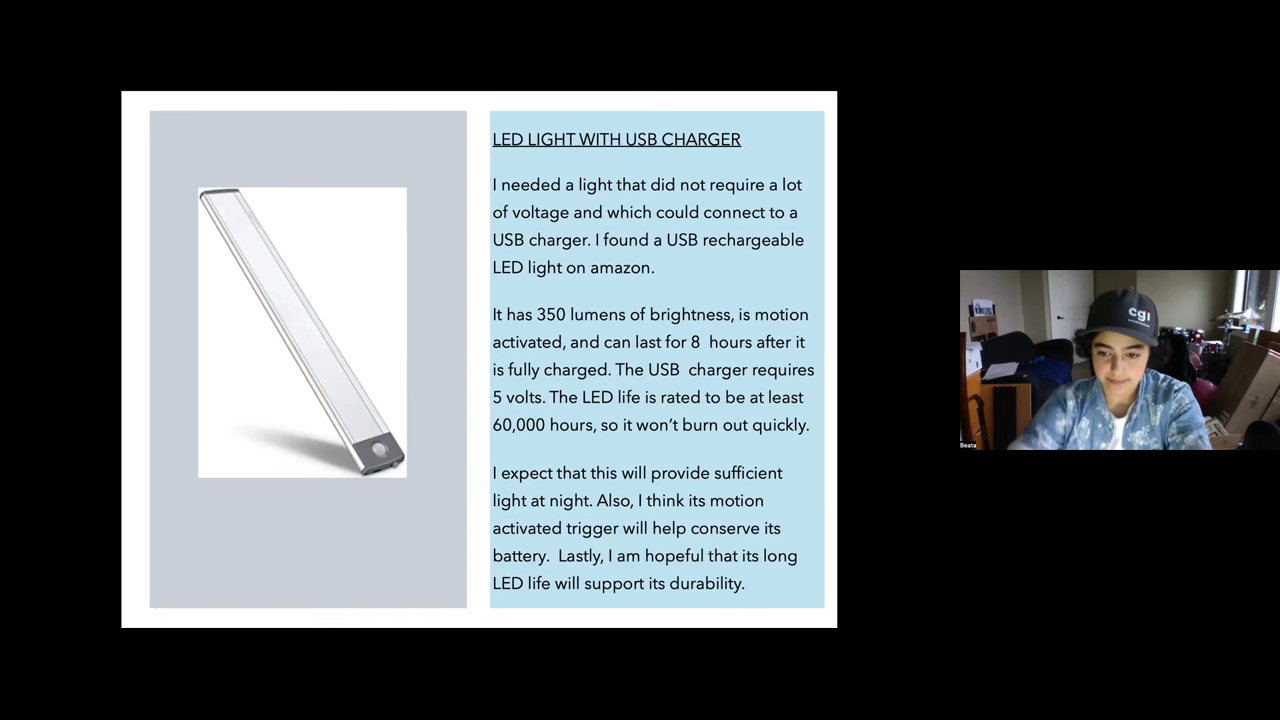 LED LIGHT WITH USB CHARGER
I needed a light that did not require a lot
of voltage and which could connect to a
USB charger. I found a USB rechargeable
LED light on amazon.
It has 350 lumens of brightness, is motion
activated, and can last for 8  hours after it
is fully charged. The USB  charger requires
5 volts. The LED life is rated to be at least
60,000 hours, so it won’t burn out quickly.
I expect that this will provide sufficient
light at night. Also, I think its motion
activated trigger will help conserve its
battery.  Lastly, I am hopeful that its long
LED life will support its durability.
cgi
Beata